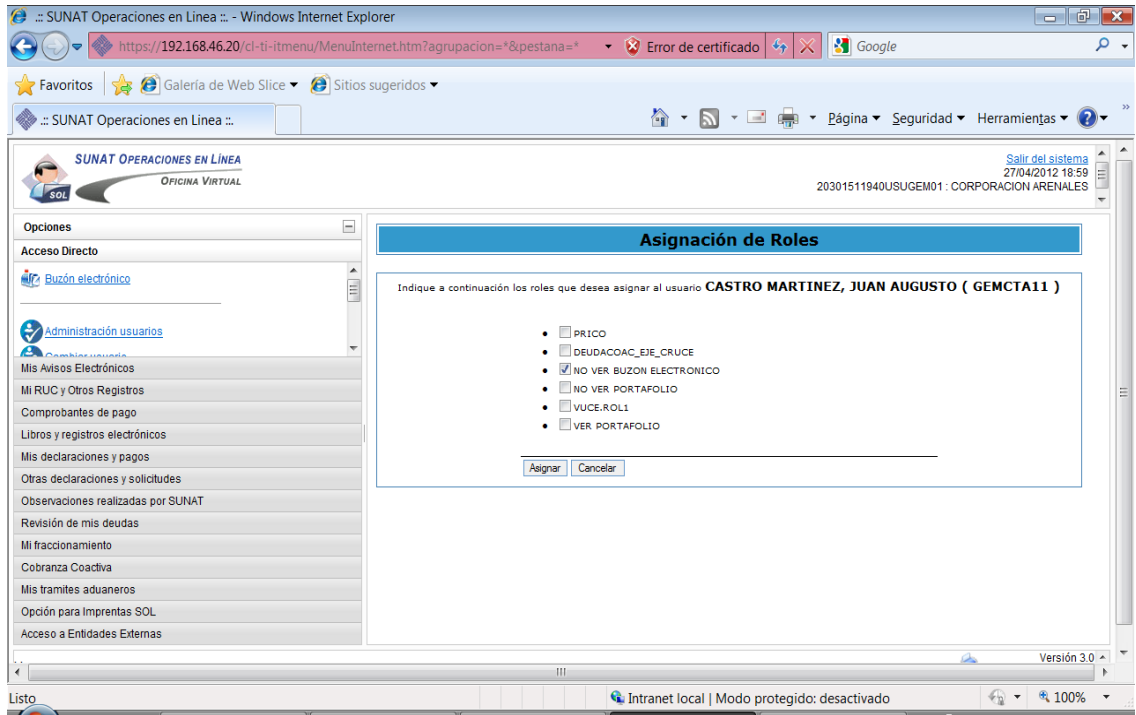 .:: SUNAT Operaciones en Linea ::. - Windows Internet Explorer
https://192.168.46.20/cl-ti-itmenu/MenuInternet.htm?agrupacion=*&pestana=* Error de certificado Google
Favoritos Galería de Web Slice Sitios sugeridos
.:: SUNAT Operaciones en Linea ::. Página Seguridad Herramientas »
SUNAT OPERACIONES EN LÍNEA
OFICINA VIRTUAL
SOL
Salir del sistema
27/04/2012 18:59
20301511940USUGEM01 : CORPORACION ARENALES
Opciones
Acceso Directo
Buzón electrónico
Administración usuarios
Cambiar usuario
Mis Avisos Electrónicos
Mi RUC y Otros Registros
Comprobantes de pago
Libros y registros electrónicos
Mis declaraciones y pagos
Otras declaraciones y solicitudes
Observaciones realizadas por SUNAT
Revisión de mis deudas
Mi fraccionamiento
Cobranza Coactiva
Mis tramites aduaneros
Opción para Imprentas SOL
Acceso a Entidades Externas
Asignación de Roles
Indique a continuación los roles que desea asignar al usuario CASTRO MARTINEZ, JUAN AUGUSTO ( GEMCTA11 )
PRICO
DEUDACOAC_EJE_CRUCE
NO VER BUZON ELECTRONICO
NO VER PORTAFOLIO
VUCE.ROL1
VER PORTAFOLIO
Asignar Cancelar
Versión 3.0
Listo Intranet local | Modo protegido: desactivado 100%